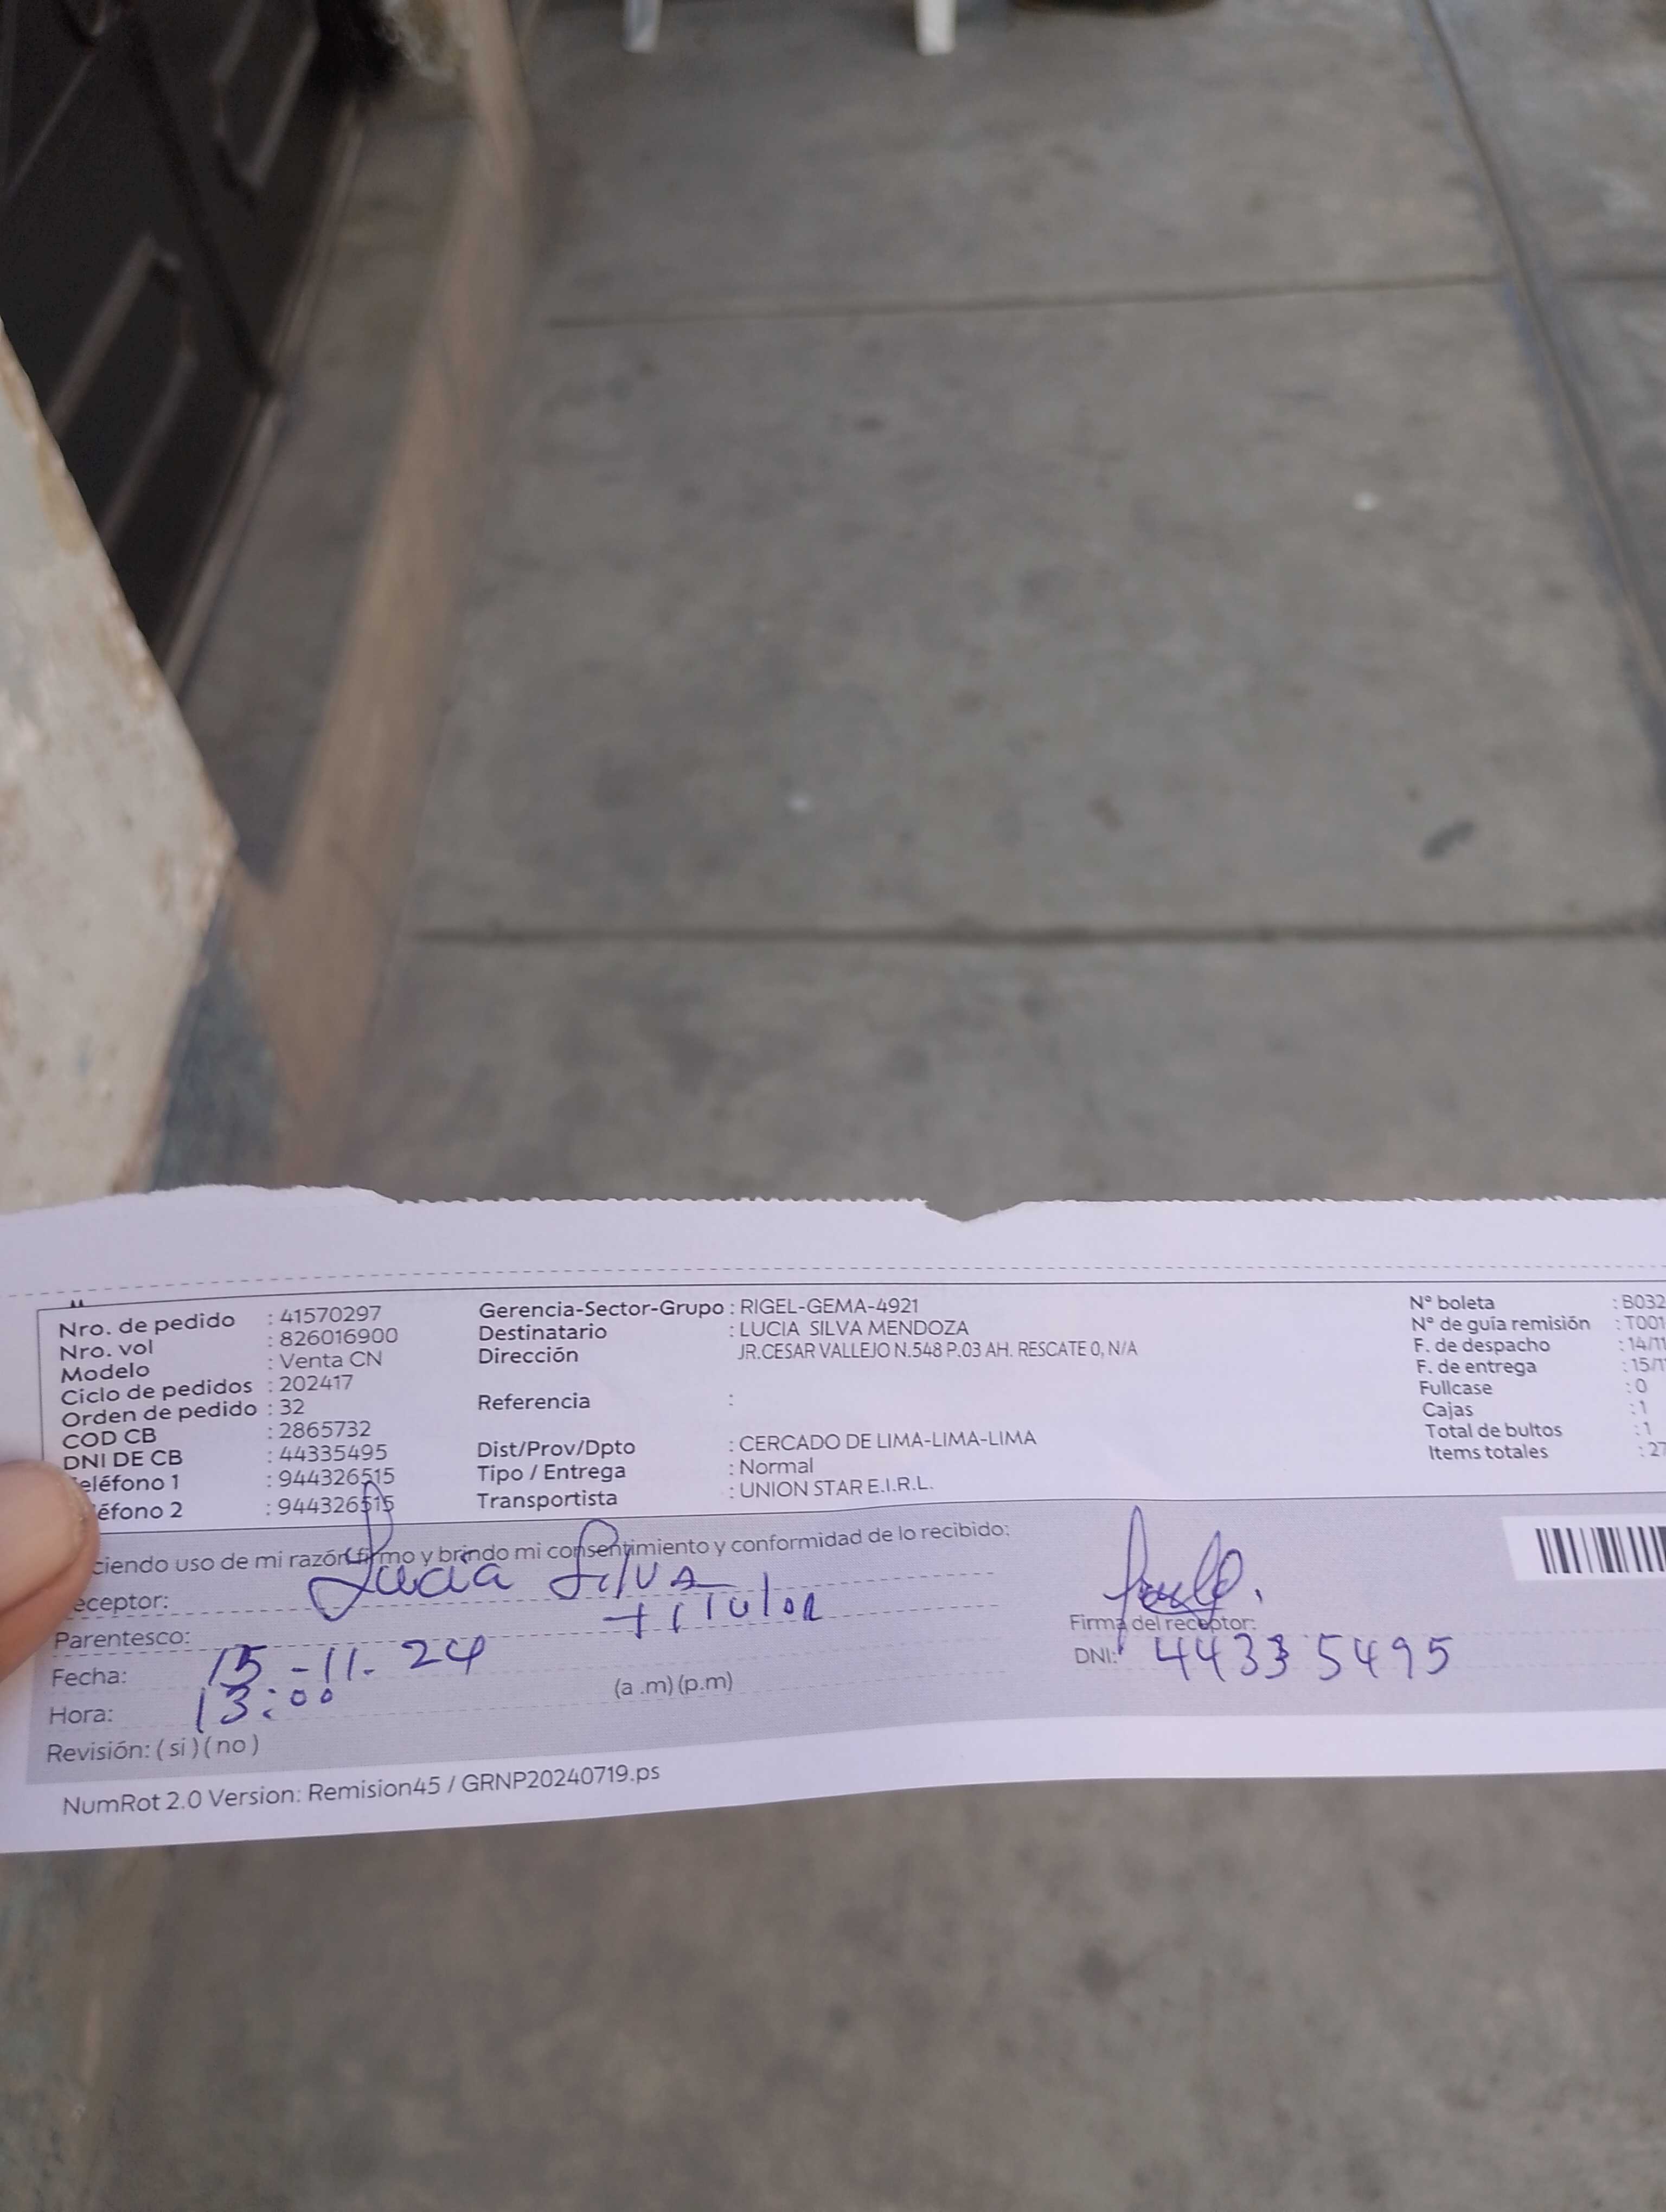 Nro. de pedido : 41570297
Nro. vol : 826016900
Modelo : Venta CN
Ciclo de pedidos : 202417
Orden de pedido : 32
COD CB : 2865732
DNI DE CB : 44335495
eléfono 1 : 944326515
éfono 2 : 944326515
Gerencia-Sector-Grupo : RIGEL-GEMA-4921
Destinatario : LUCIA SILVA MENDOZA
Dirección JR.CESAR VALLEJO N.548 P.03 AH. RESCATE 0, N/A
Referencia :
Dist/Prov/Dpto : CERCADO DE LIMA-LIMA-LIMA
Tipo / Entrega : Normal
Transportista : UNION STAR E.I.R.L.
N° boleta : B032
N° de guía remisión : T001
F. de despacho : 14/11
F. de entrega : 15/1
Fullcase : 0
Cajas : 1
Total de bultos : 1
Items totales : 27
ciendo uso de mi razón firmo y brindo mi consentimiento y conformidad de lo recibido:
eceptor: Lucia Silva
Parentesco: titular
Fecha: 15-11-24
Hora: 13:00 (a .m) (p.m)
Revisión: ( si ) ( no )
Firma del receptor:
DNI: 44335495
NumRot 2.0 Version: Remision45 / GRNP20240719.ps